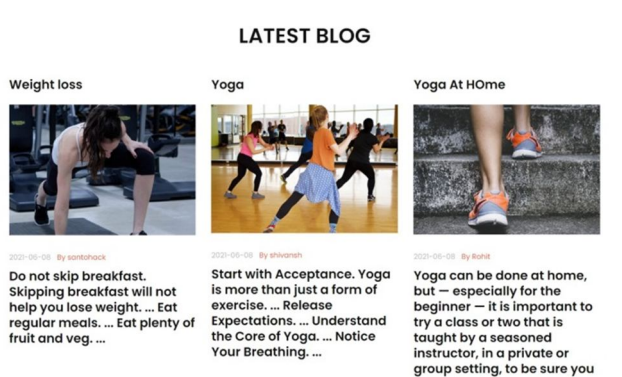 LATEST BLOG
Weight loss
2021-06-08 By santohack
Do not skip breakfast.
Skipping breakfast will not
help you lose weight. ... Eat
regular meals. ... Eat plenty of
fruit and veg. ...
Yoga
2021-06-08 By shivansh
Start with Acceptance. Yoga
is more than just a form of
exercise. ... Release
Expectations. ... Understand
the Core of Yoga. ... Notice
Your Breathing. ...
Yoga At HOme
2021-06-08 By Rohit
Yoga can be done at home,
but — especially for the
beginner — it is important to
try a class or two that is
taught by a seasoned
instructor, in a private or
group setting, to be sure you